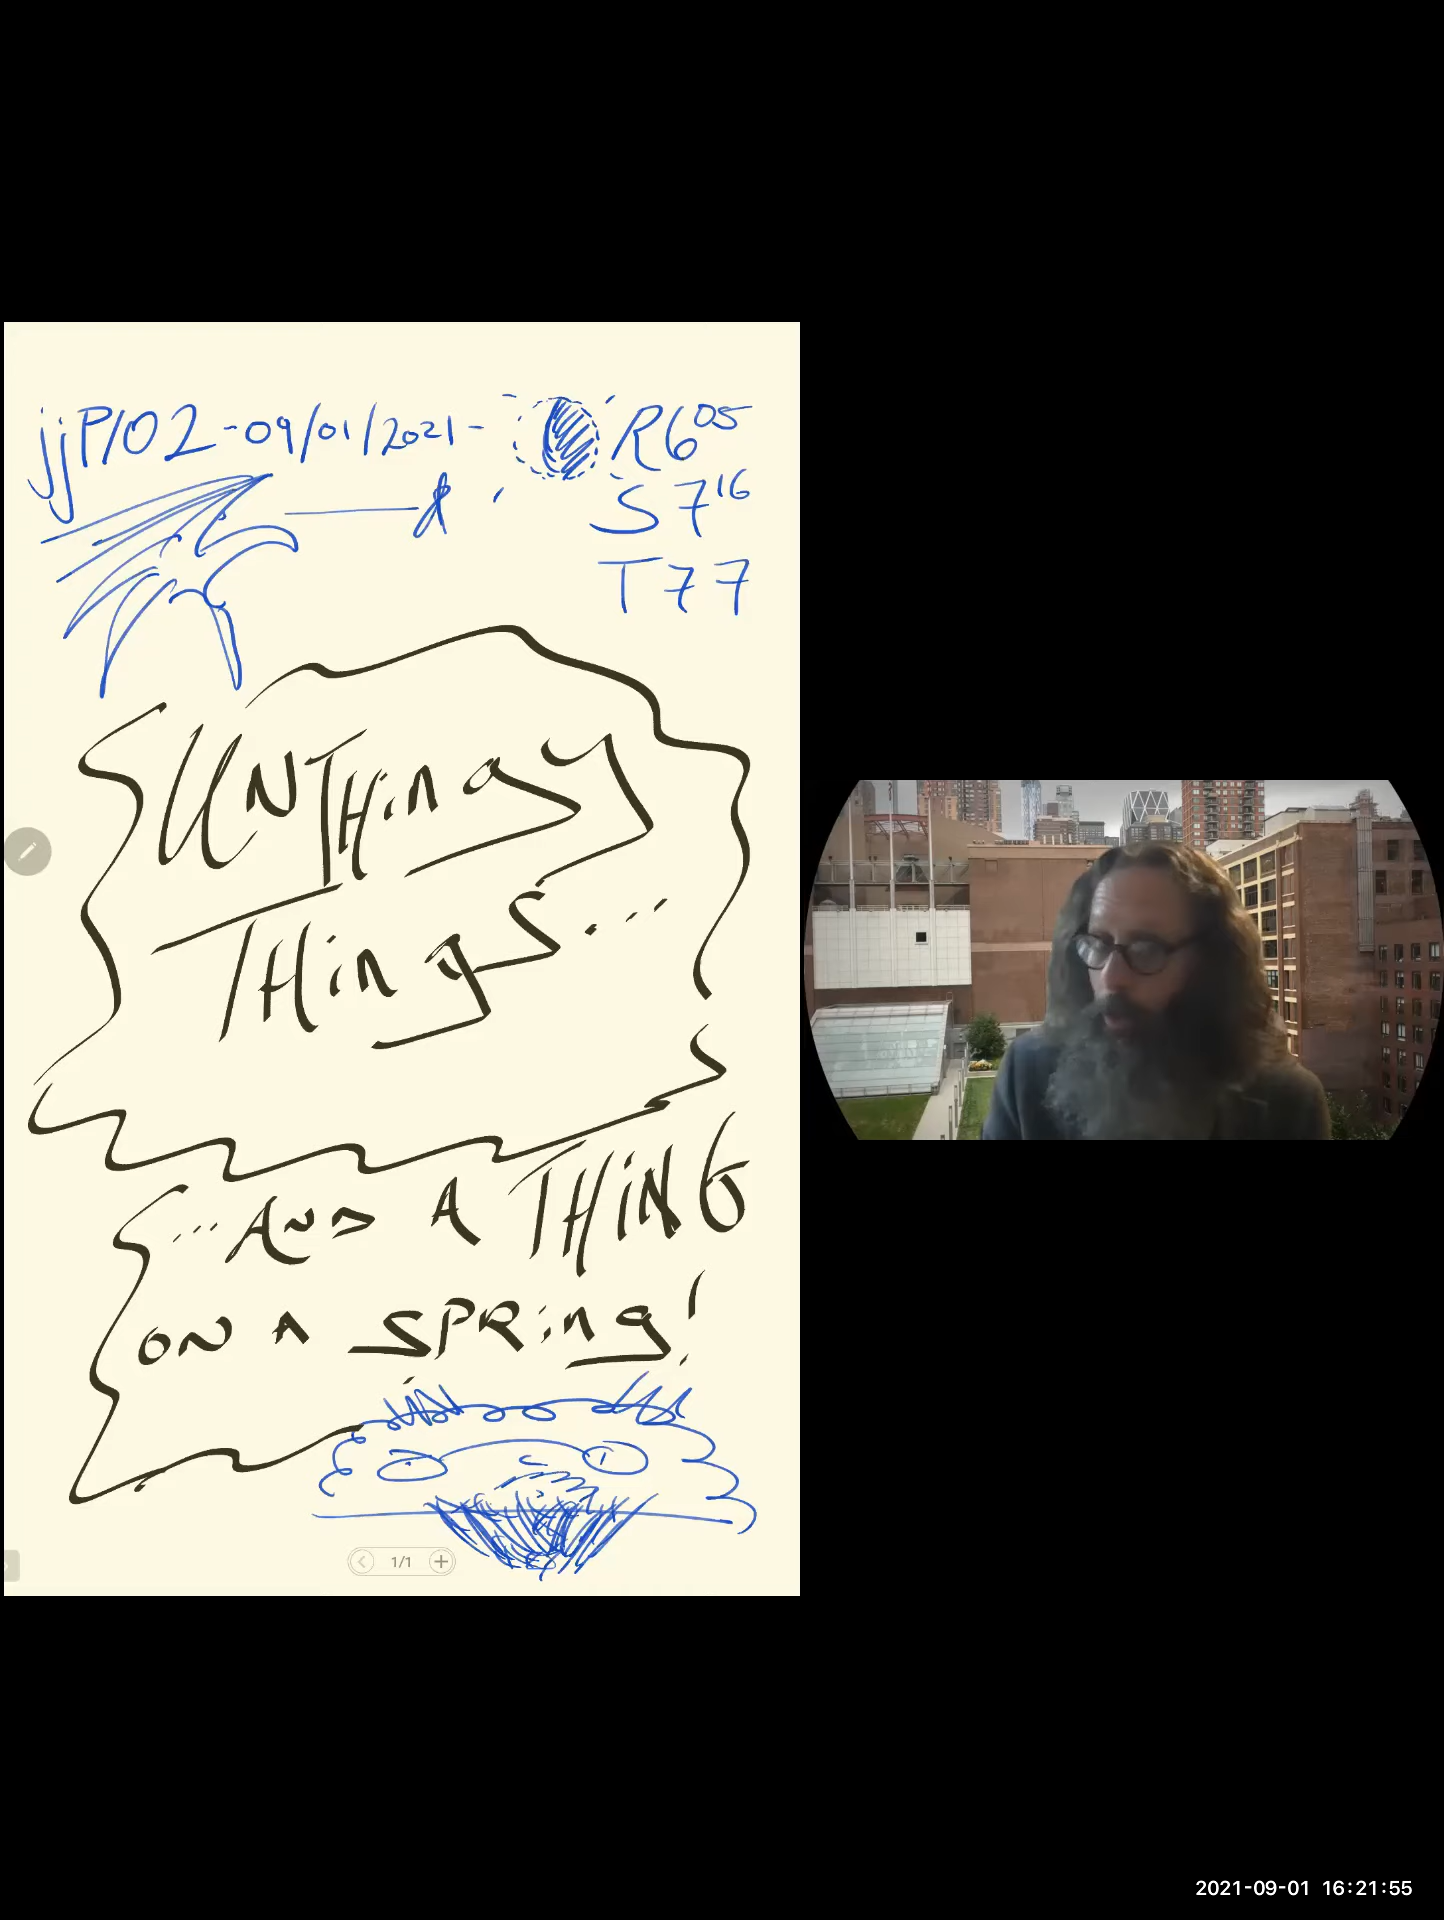 jjP102-09/01/2021-
R6⁰⁵
S7¹⁶
T77
UNTHingy
THings...
...AND A THING
ON A SPRing!
1/1
2021-09-01 16:21:55